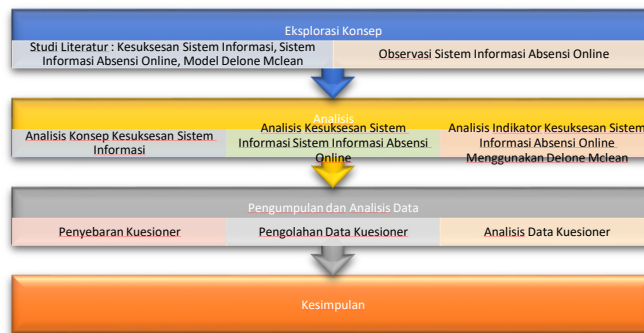 Eksplorasi Konsep
Studi Literatur : Kesuksesan Sistem Informasi, Sistem
Informasi Absensi Online, Model Delone Mclean
Observasi Sistem Informasi Absensi Online
Analisis
Analisis Konsep Kesuksesan Sistem
Informasi
Analisis Kesuksesan Sistem
Informasi Sistem Informasi Absensi
Online
Analisis Indikator Kesuksesan Sistem
Informasi Absensi Online
Menggunakan Delone Mclean
Pengumpulan dan Analisis Data
Penyebaran Kuesioner
Pengolahan Data Kuesioner
Analisis Data Kuesioner
Kesimpulan